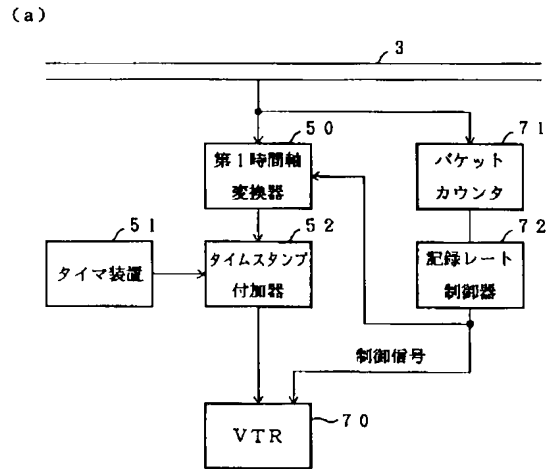 (a)
3
50
71
第1時間軸
変換器
パケット
カウンタ
51
52
72
タイマ装置
タイムスタンプ
付加器
記録レート
制御器
制御信号
70
VTR